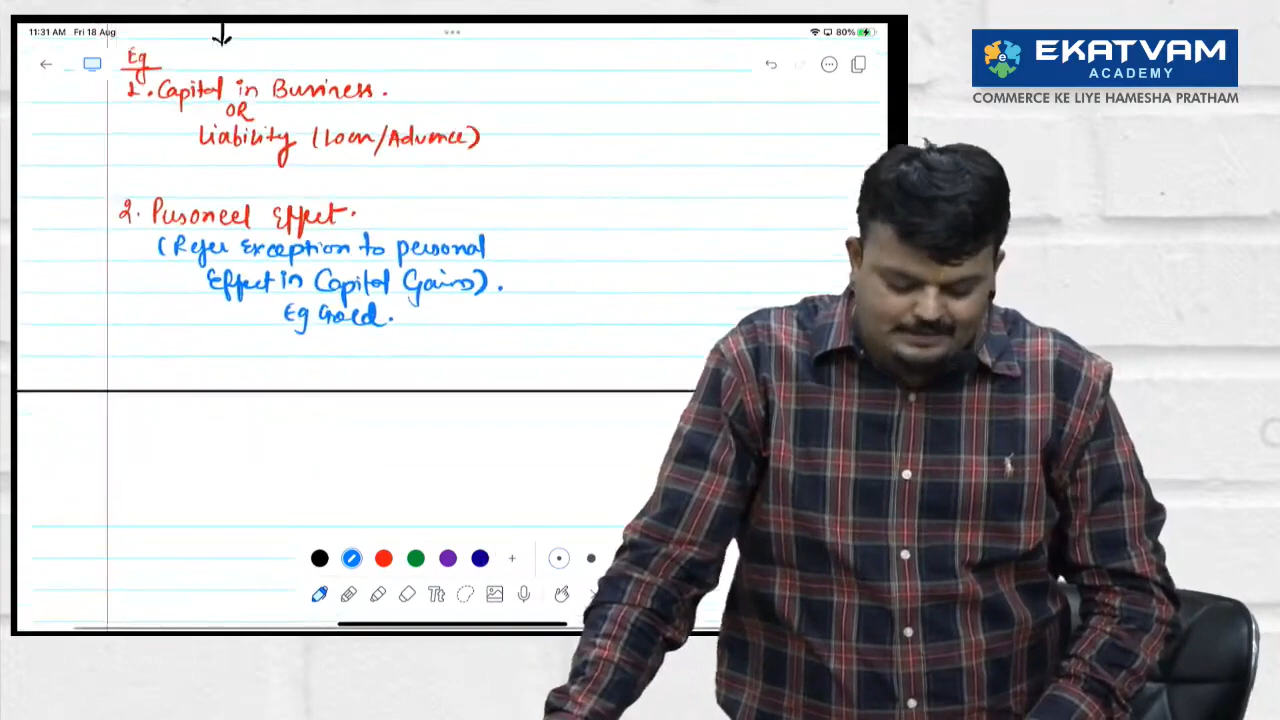 11:31 AM Fri 18 Aug
80%
Eg
1. Capital in Business.
OR
Liability (Loan/Advance)
2. Personal Effect.
(Refer Exception to personal
Effect in Capital Gains).
Eg Gold.
Tt
e
EKATVAM
ACADEMY
COMMERCE KE LIYE HAMESHA PRATHAM